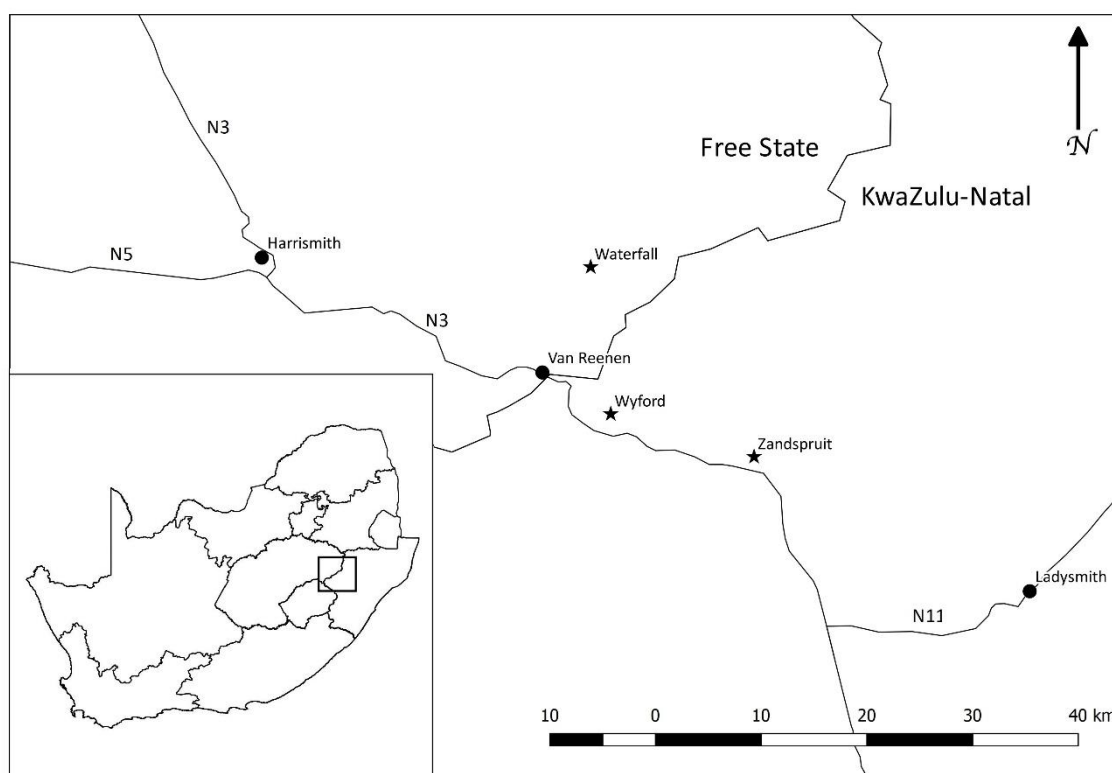 N3
N
Free State
KwaZulu-Natal
Harrismith
N5
Waterfall
N3
Van Reenen
Wyford
Zandspruit
Ladysmith
N11
10 0 10 20 30 40 km